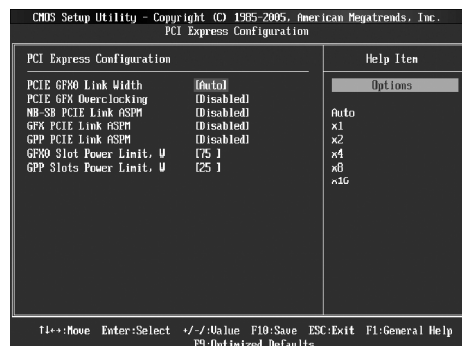 CMOS Setup Utility - Copyright (C) 1985-2005, American Megatrends, Inc.
PCI Express Configuration
PCI Express Configuration
Help Item
PCIE GFX0 Link Width [Auto]
PCIE GFX Overclocking [Disabled]
NB-SB PCIE Link ASPM [Disabled]
GFX PCIE Link ASPM [Disabled]
GPP PCIE Link ASPM [Disabled]
GFX0 Slot Power Limit, W [75 ]
GPP Slots Power Limit, W [25 ]
Options
Auto
x1
x2
x4
x8
x16
↑↓←→:Move Enter:Select +/-/:Value F10:Save ESC:Exit F1:General Help
F9:Optimized Defaults